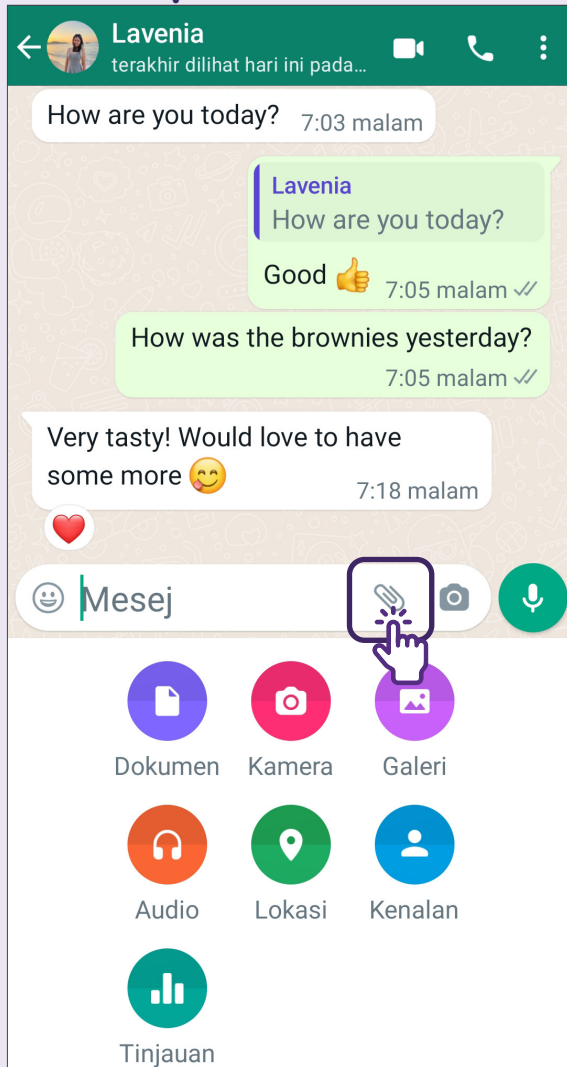 Lavenia
terakhir dilihat hari ini pada...
How are you today? 7:03 malam
Lavenia
How are you today?
Good 👍 7:05 malam
How was the brownies yesterday?
7:05 malam
Very tasty! Would love to have
some more 😋 7:18 malam
❤️
Mesej
Dokumen Kamera Galeri
Audio Lokasi Kenalan
Tinjauan